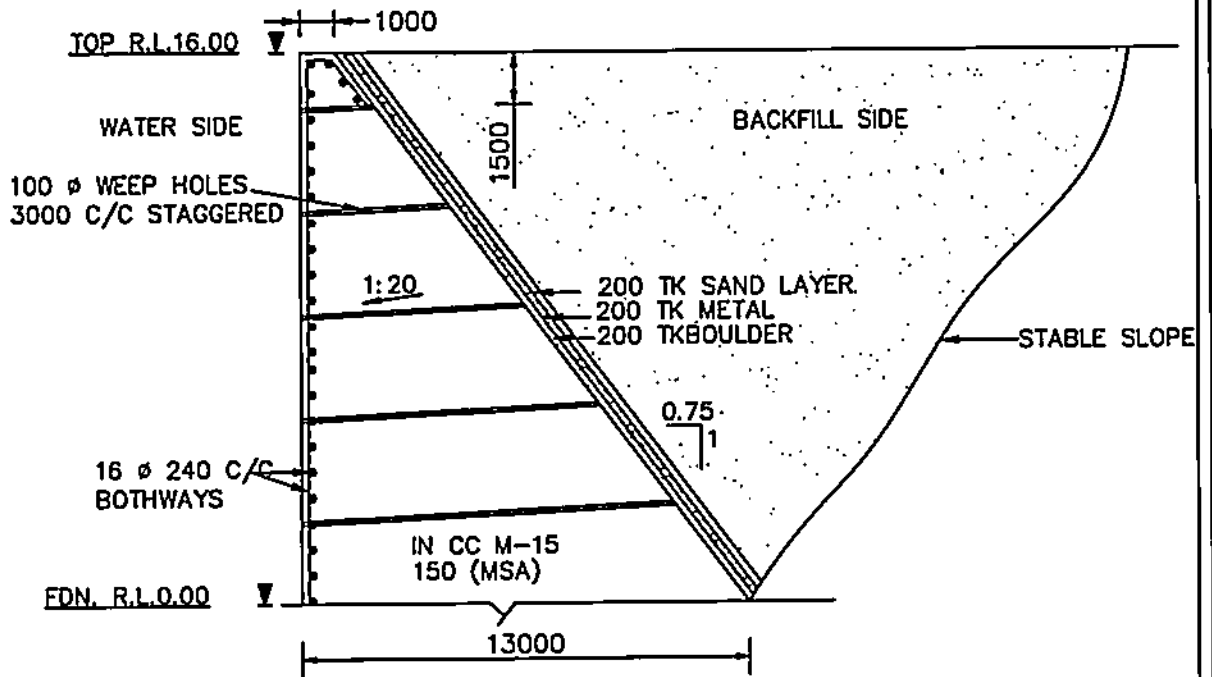 1000
TOP R.L.16.00
WATER SIDE
BACKFILL SIDE
1500
100 ø WEEP HOLES
3000 C/C STAGGERED
1:20
200 TK SAND LAYER.
200 TK METAL
200 TKBOULDER
STABLE SLOPE
0.75
1
16 ø 240 C/C
BOTHWAYS
IN CC M-15
150 (MSA)
FDN. R.L.0.00
13000